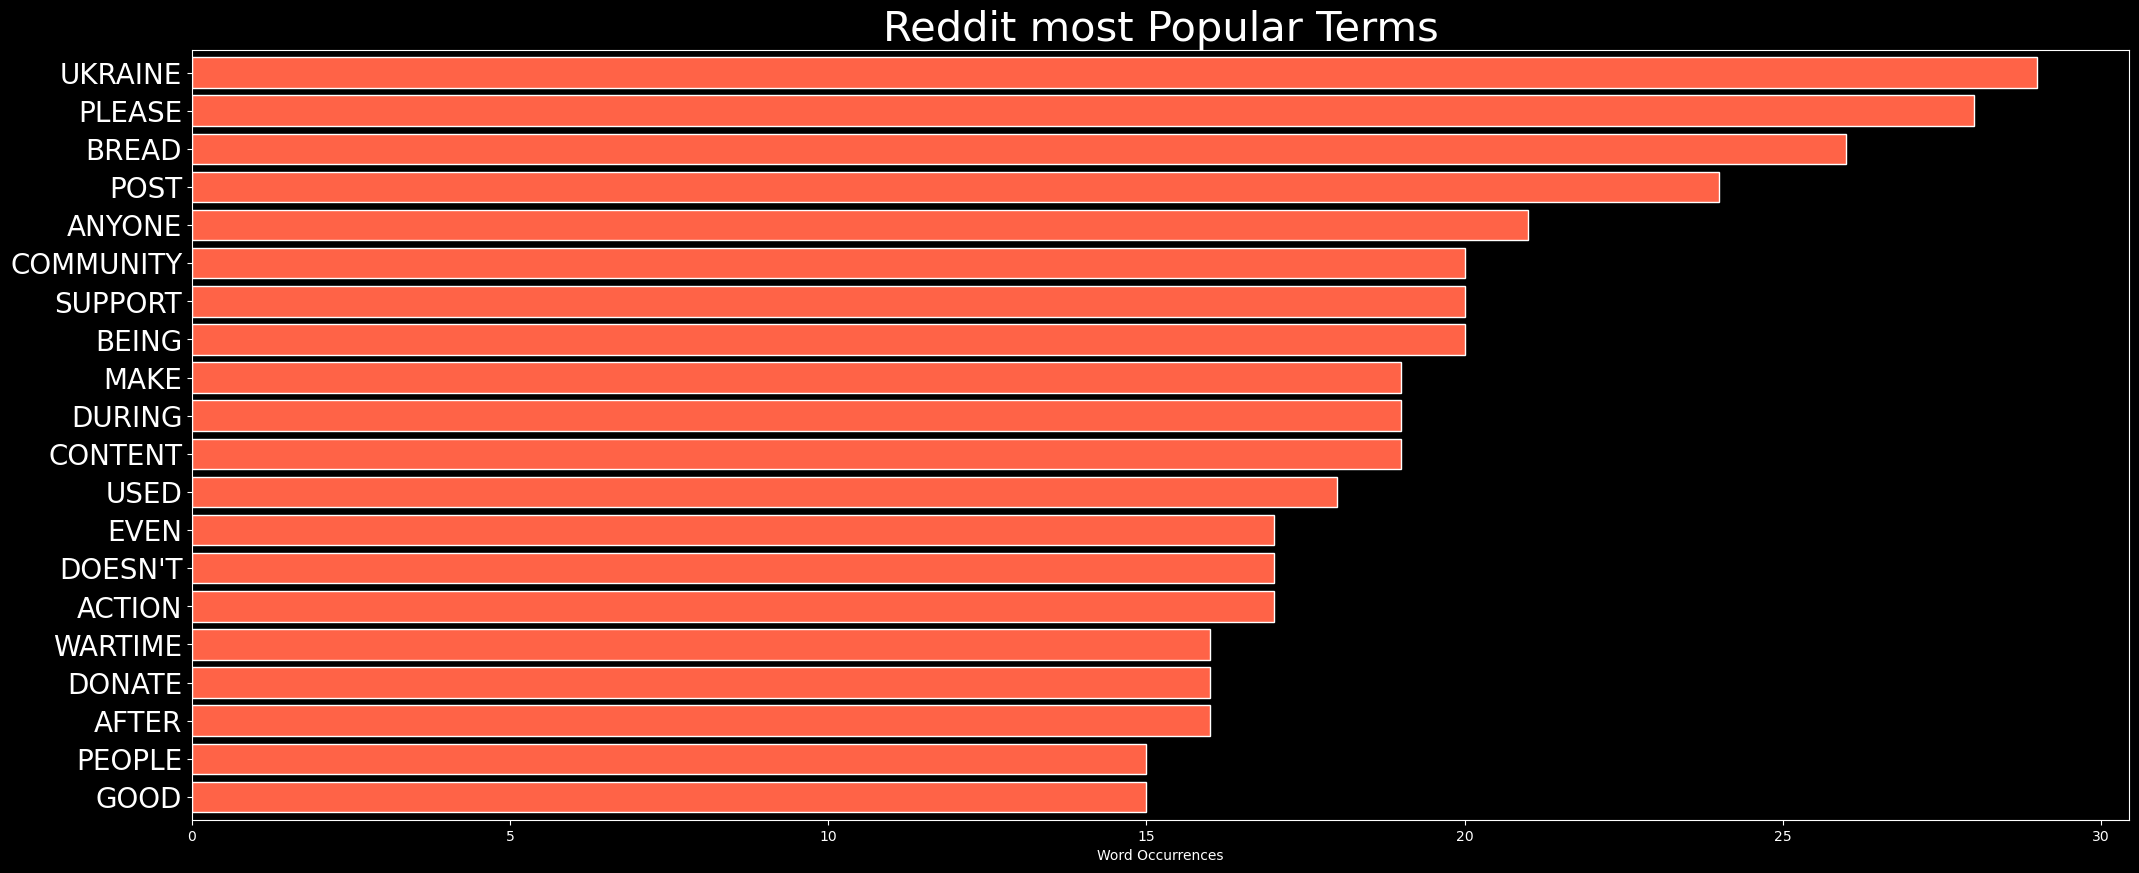 Reddit most Popular Terms
UKRAINE
PLEASE
BREAD
POST
ANYONE
COMMUNITY
SUPPORT
BEING
MAKE
DURING
CONTENT
USED
EVEN
DOESN'T
ACTION
WARTIME
DONATE
AFTER
PEOPLE
GOOD
0 5 10 15 20 25 30
Word Occurrences